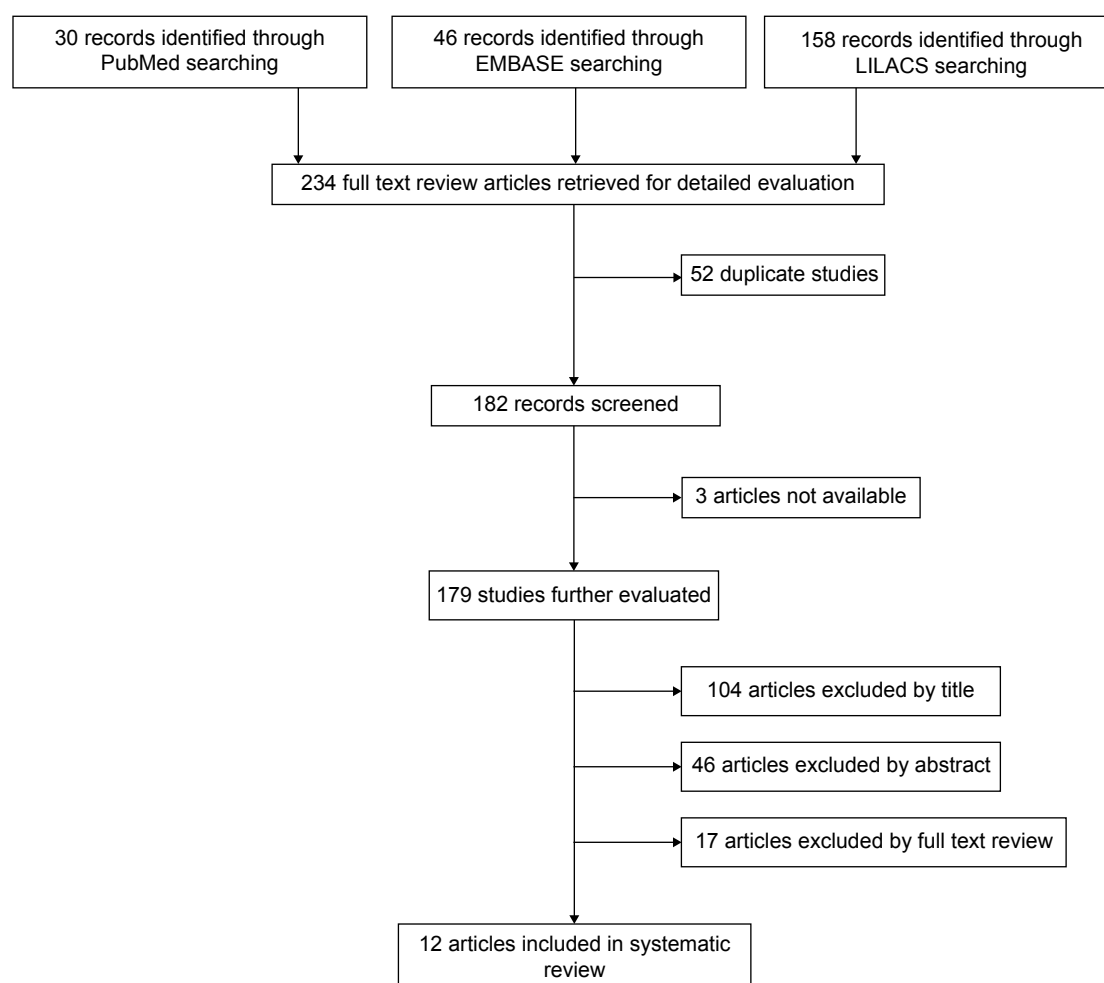 30 records identified through
PubMed searching
46 records identified through
EMBASE searching
158 records identified through
LILACS searching
234 full text review articles retrieved for detailed evaluation
52 duplicate studies
182 records screened
3 articles not available
179 studies further evaluated
104 articles excluded by title
46 articles excluded by abstract
17 articles excluded by full text review
12 articles included in systematic
review